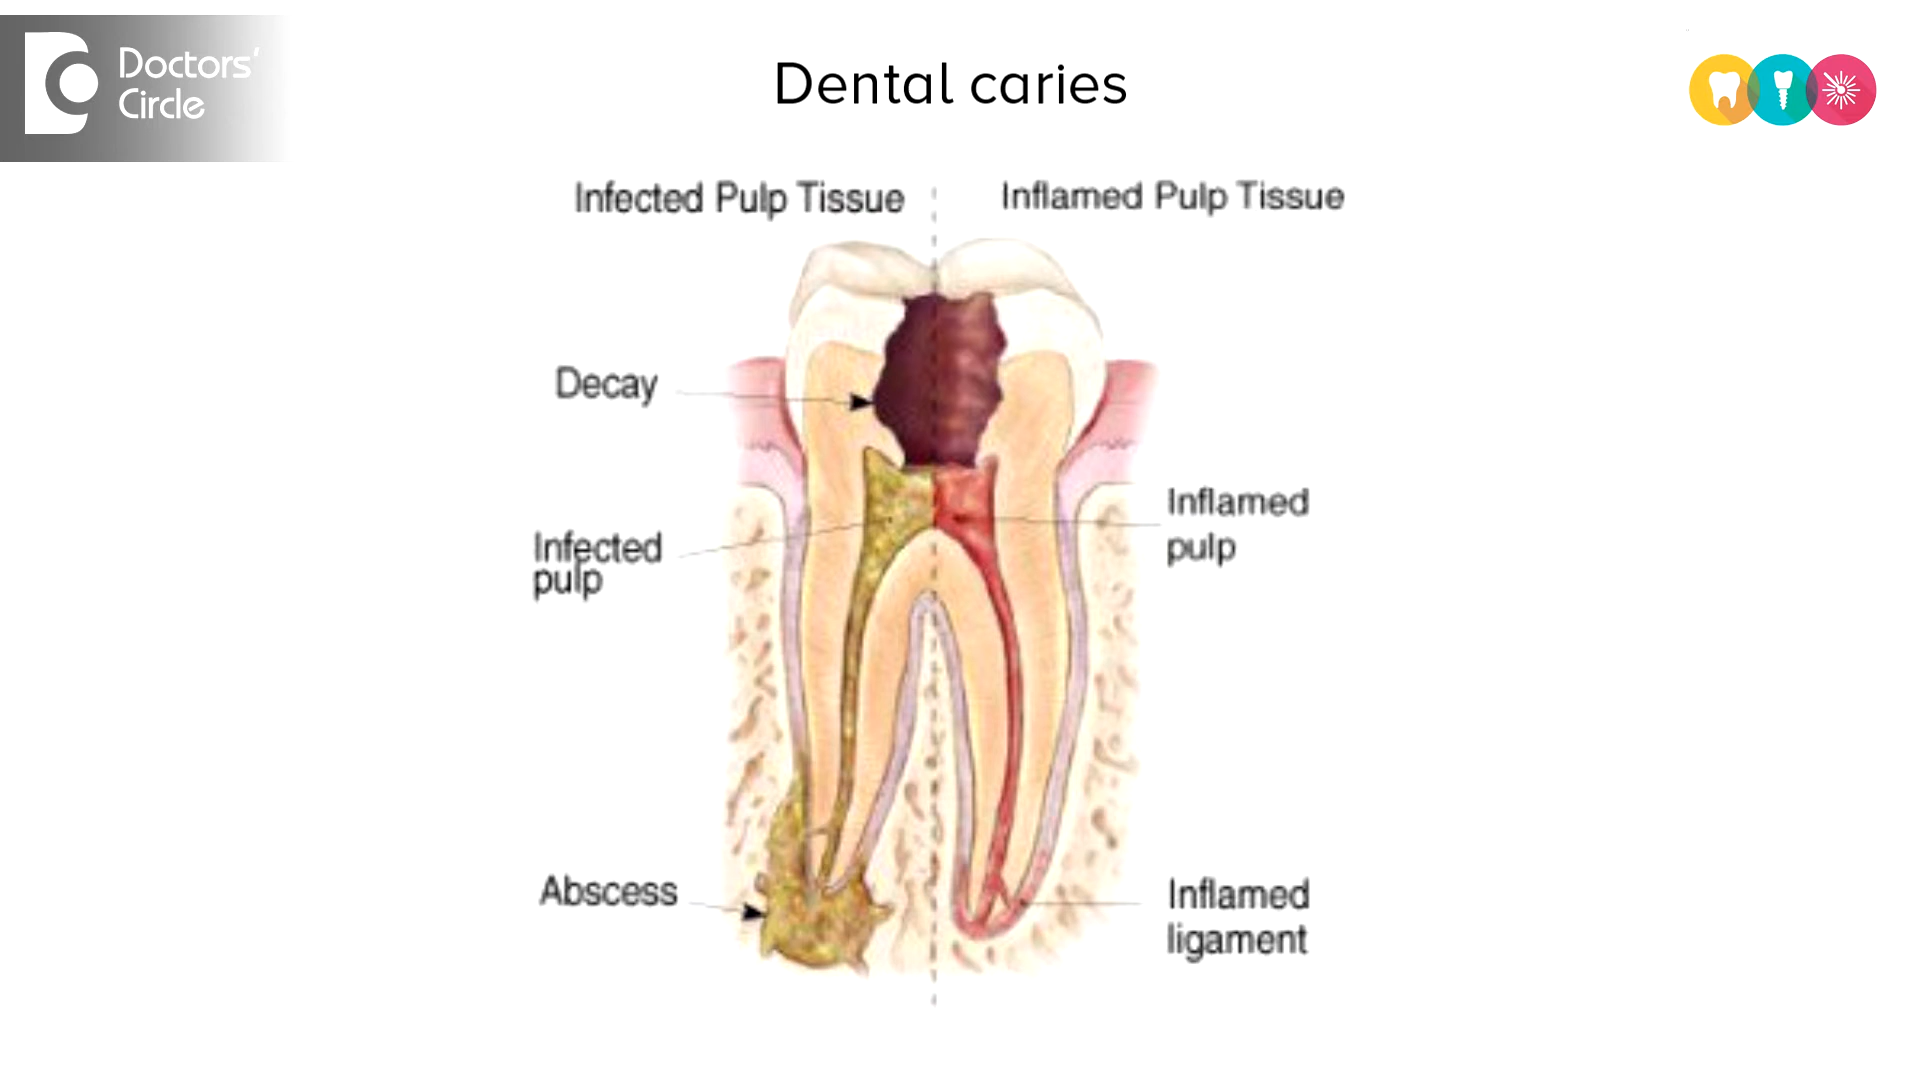 Doctors'
Circle
Dental caries
Infected Pulp Tissue
Inflamed Pulp Tissue
Decay
Infected
pulp
Inflamed
pulp
Abscess
Inflamed
ligament